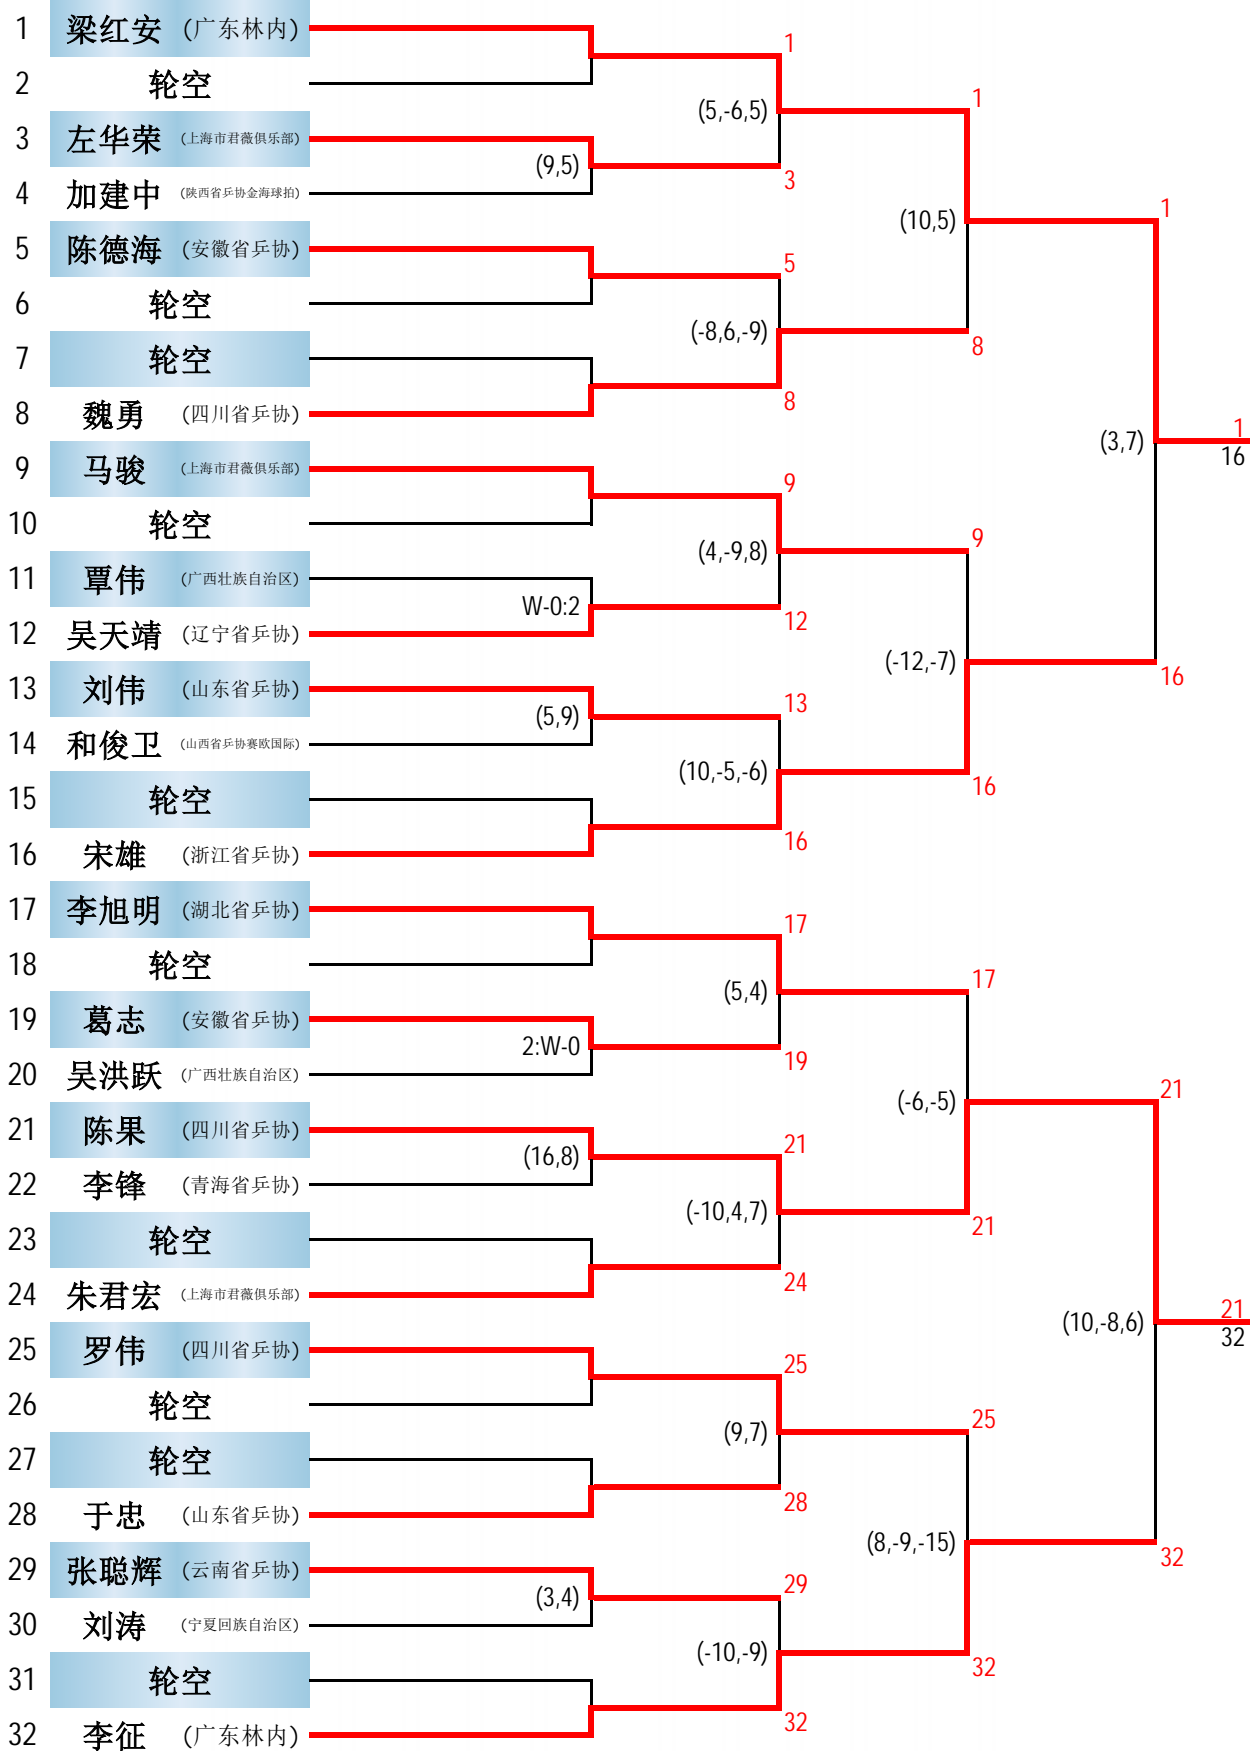 1 梁红安 (广东林内)
1
2 轮空
(5,-6,5)
1
3 左华荣 (上海市君薇俱乐部)
(9,5)
3
4 加建中 (陕西省乒协金海球拍)
(10,5)
1
5 陈德海 (安徽省乒协)
5
6 轮空
(-8,6,-9)
8
7 轮空
8
8 魏勇 (四川省乒协)
(3,7)
1
16
9 马骏 (上海市君薇俱乐部)
9
10 轮空
(4,-9,8)
9
11 覃伟 (广西壮族自治区)
W-0:2
12
12 吴天靖 (辽宁省乒协)
(-12,-7)
16
13 刘伟 (山东省乒协)
(5,9)
13
14 和俊卫 (山西省乒协赛欧国际)
(10,-5,-6)
16
15 轮空
16
16 宋雄 (浙江省乒协)
17 李旭明 (湖北省乒协)
17
18 轮空
(5,4)
17
19 葛志 (安徽省乒协)
2:W-0
19
20 吴洪跃 (广西壮族自治区)
(-6,-5)
21
21 陈果 (四川省乒协)
(16,8)
21
22 李锋 (青海省乒协)
(-10,4,7)
21
23 轮空
24
24 朱君宏 (上海市君薇俱乐部)
(10,-8,6)
21
32
25 罗伟 (四川省乒协)
25
26 轮空
(9,7)
25
27 轮空
28
28 于忠 (山东省乒协)
(8,-9,-15)
32
29 张聪辉 (云南省乒协)
(3,4)
29
30 刘涛 (宁夏回族自治区)
(-10,-9)
32
31 轮空
32
32 李征 (广东林内)